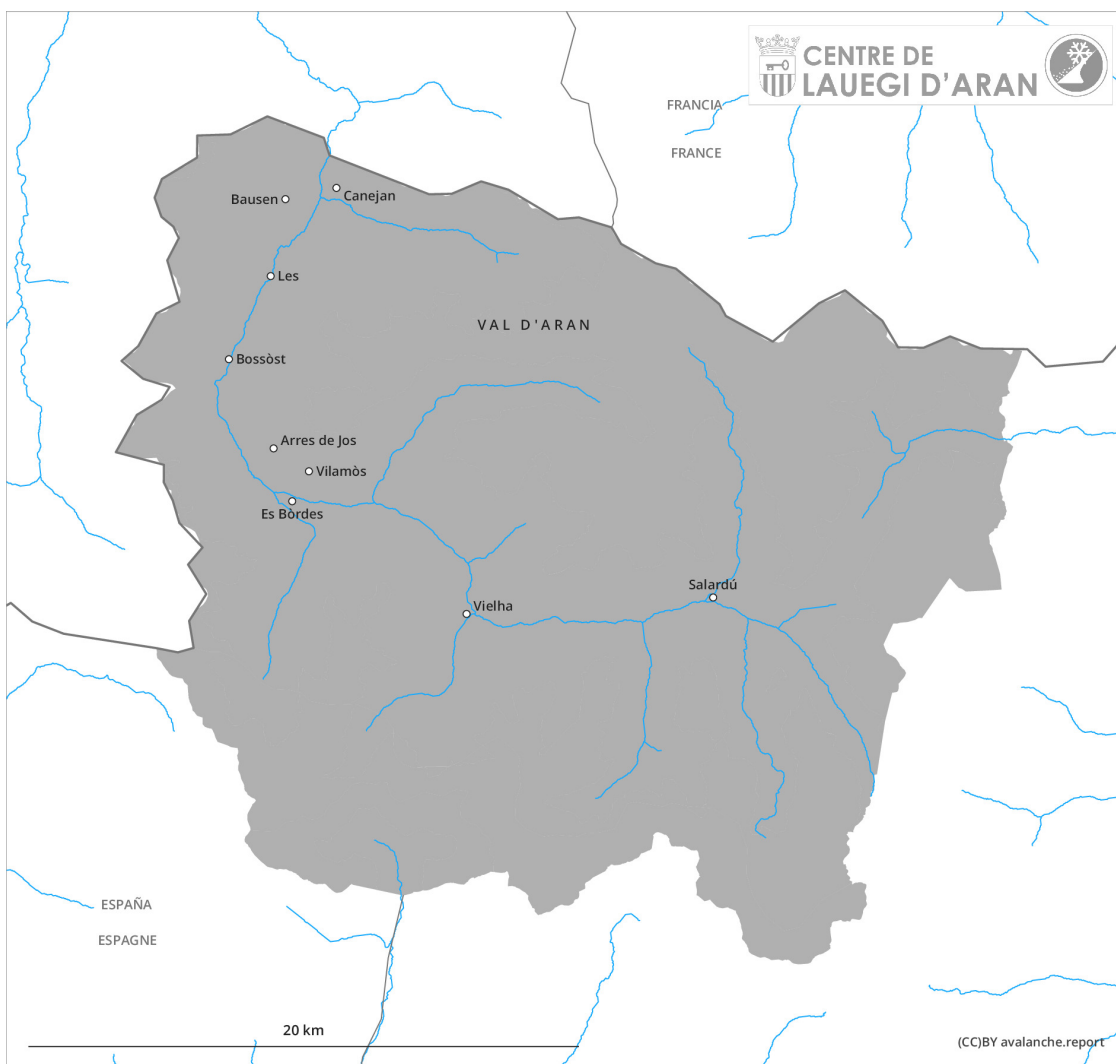 CENTRE DE
LAUEGI D'ARAN
FRANCIA
FRANCE
Canejan
Bausen
Les
VAL D'ARAN
Bossòst
Arres de Jos
Vilamòs
Es Bòrdes
Salardú
Vielha
ESPAÑA
ESPAGNE
20 km
(CC)BY avalanche.report